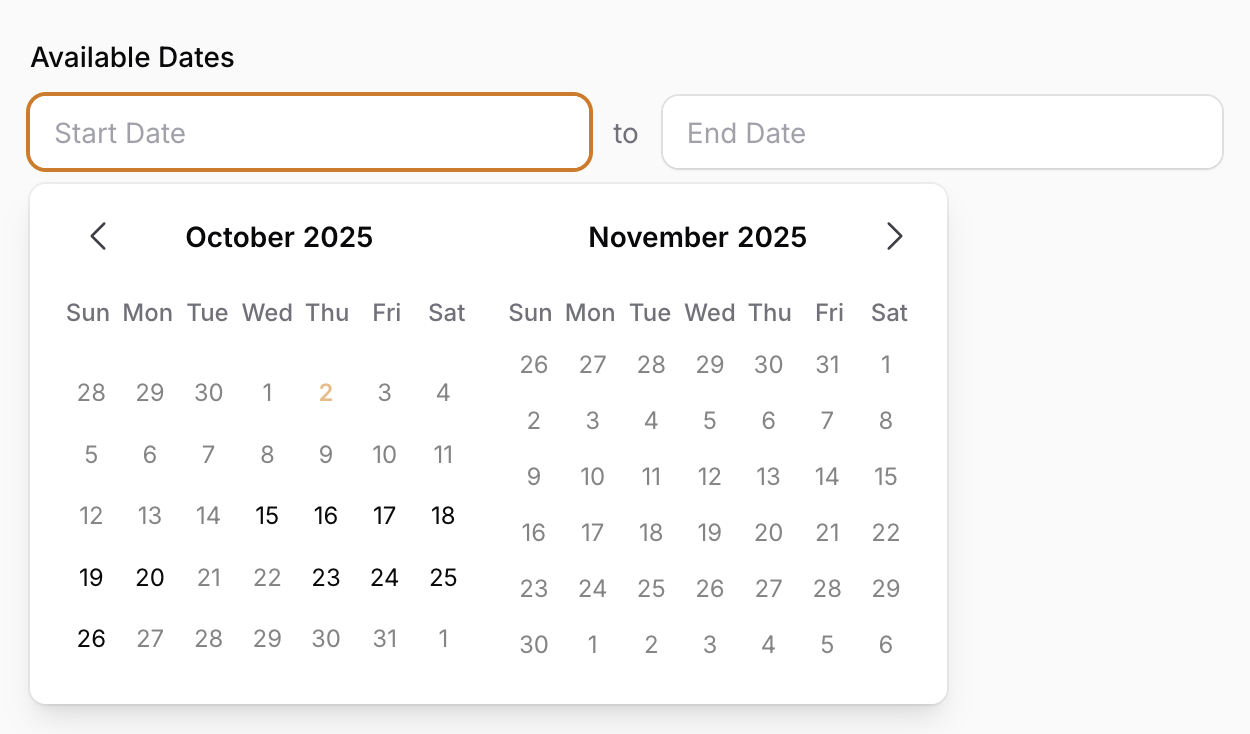 Available Dates
Start Date to End Date
October 2025
Sun Mon Tue Wed Thu Fri Sat
28 29 30 1 2 3 4
5 6 7 8 9 10 11
12 13 14 15 16 17 18
19 20 21 22 23 24 25
26 27 28 29 30 31 1
November 2025
Sun Mon Tue Wed Thu Fri Sat
26 27 28 29 30 31 1
2 3 4 5 6 7 8
9 10 11 12 13 14 15
16 17 18 19 20 21 22
23 24 25 26 27 28 29
30 1 2 3 4 5 6